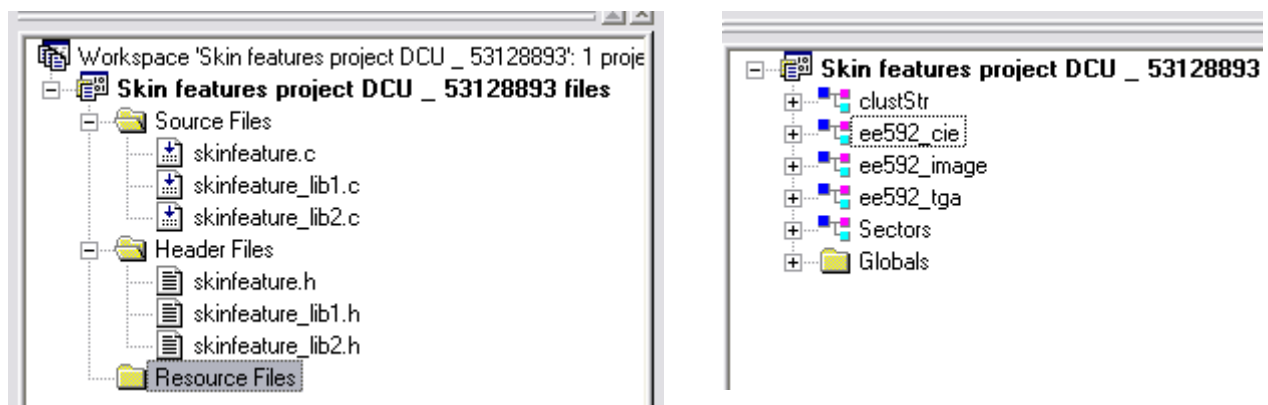 Workspace 'Skin features project DCU _ 53128893': 1 proje
Skin features project DCU _ 53128893 files
Source Files
skinfeature.c
skinfeature_lib1.c
skinfeature_lib2.c
Header Files
skinfeature.h
skinfeature_lib1.h
skinfeature_lib2.h
Resource Files
Skin features project DCU _ 53128893
clustStr
ee592_cie
ee592_image
ee592_tga
Sectors
Globals